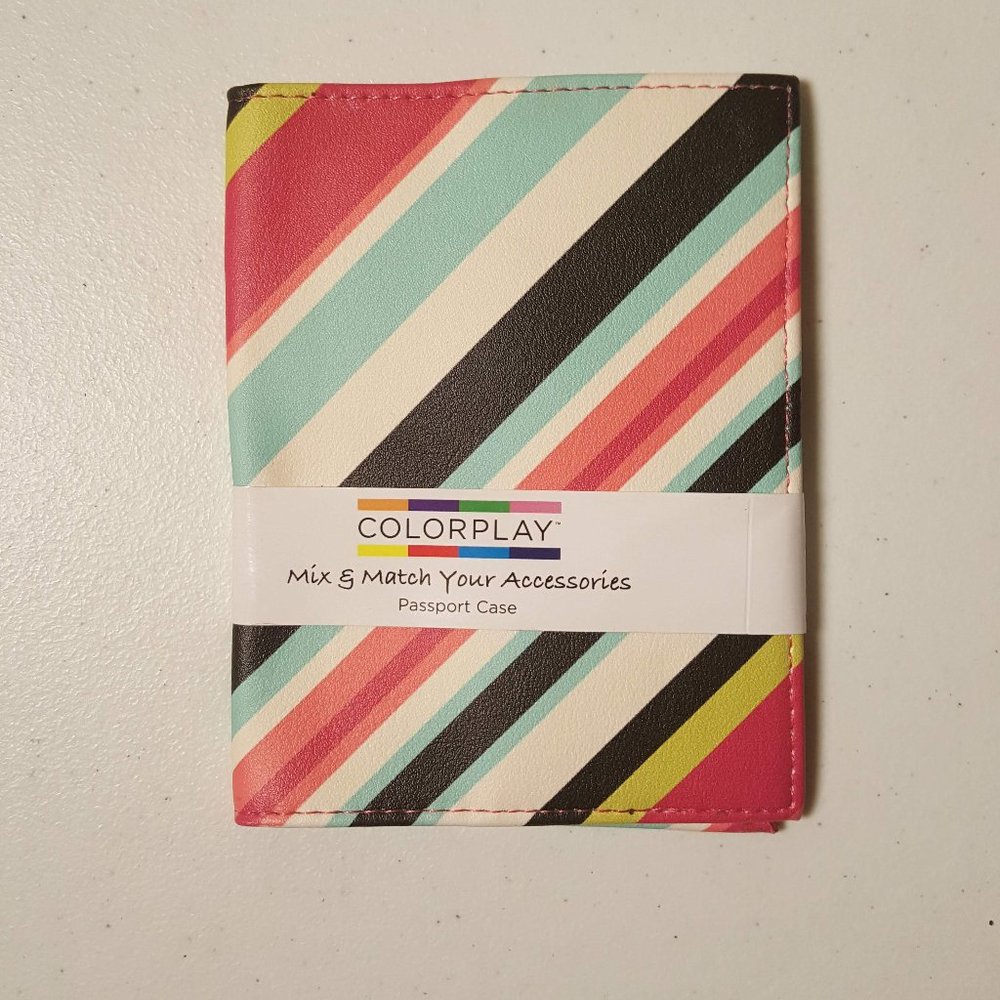 COLORPLAY™
Mix & Match Your Accessories
Passport Case